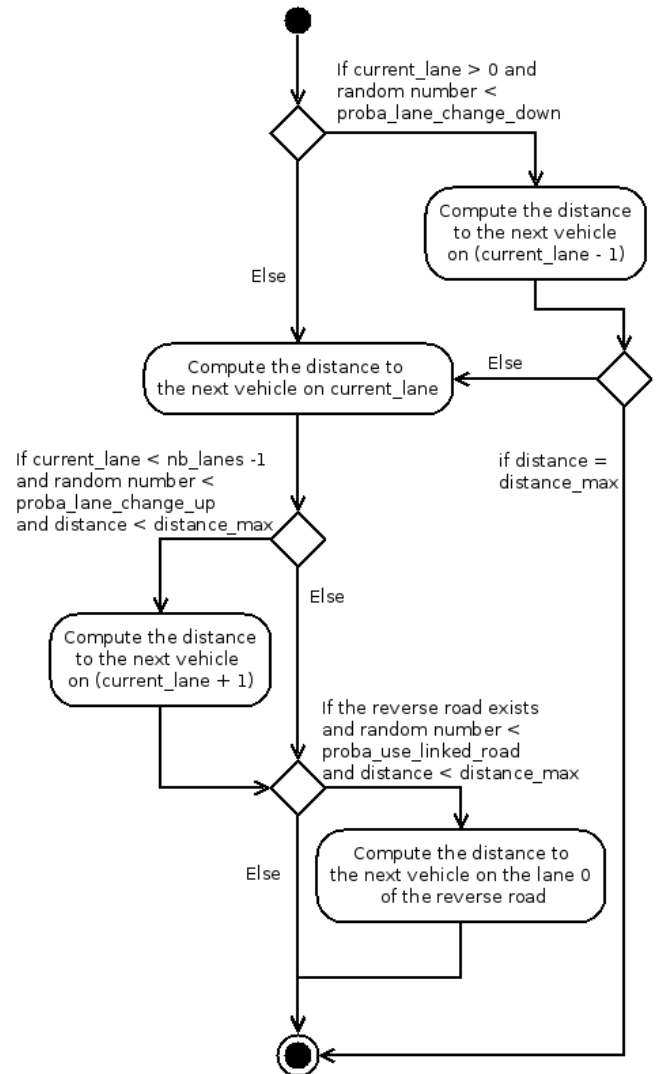 If current_lane > 0 and
random number <
proba_lane_change_down
Compute the distance
to the next vehicle
on (current_lane - 1)
Else
Compute the distance to
the next vehicle on current_lane
Else
If current_lane < nb_lanes -1
and random number <
proba_lane_change_up
and distance < distance_max
if distance =
distance_max
Else
Compute the distance
to the next vehicle
on (current_lane + 1)
If the reverse road exists
and random number <
proba_use_linked_road
and distance < distance_max
Else
Compute the distance to
the next vehicle on the lane 0
of the reverse road